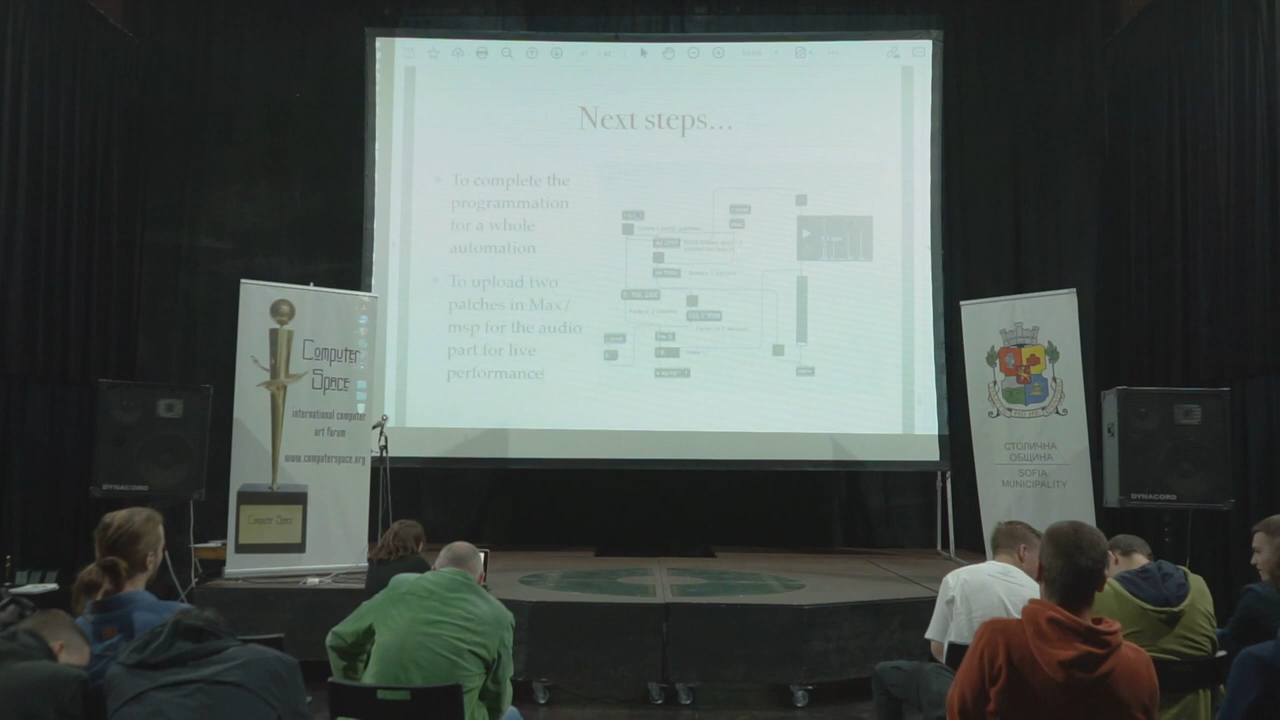 Next steps...
• To complete the
programmation
for a whole
automation
• To upload two
patches in Max/
msp for the audio
part for live
performance
Computer
Space
international computer
art forum
www.computerspace.org
Computer Space
СТОЛИЧНА
ОБЩИНА
SOFIA
MUNICIPALITY
DYNACORD
DYNACORD